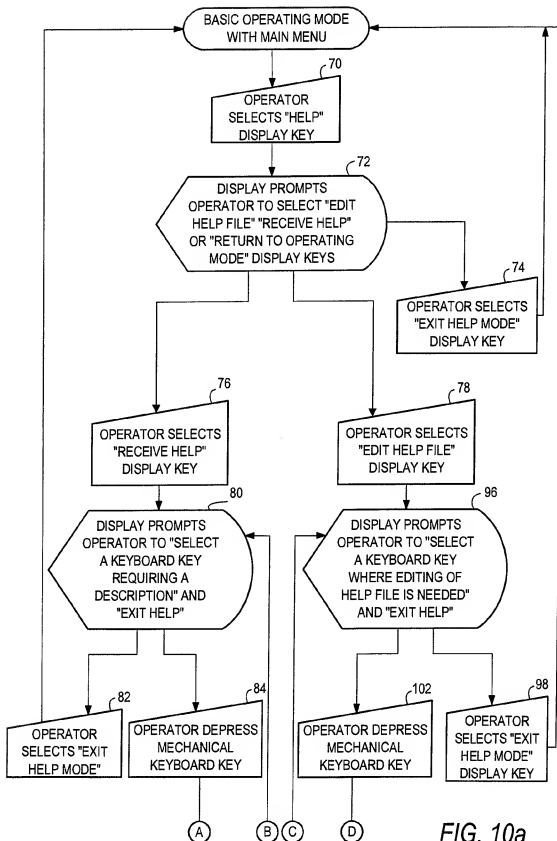 BASIC OPERATING MODE
WITH MAIN MENU
70
OPERATOR
SELECTS "HELP"
DISPLAY KEY
72
DISPLAY PROMPTS
OPERATOR TO SELECT "EDIT
HELP FILE" "RECEIVE HELP"
OR "RETURN TO OPERATING
MODE" DISPLAY KEYS
74
OPERATOR SELECTS
"EXIT HELP MODE"
DISPLAY KEY
76
OPERATOR SELECTS
"RECEIVE HELP"
DISPLAY KEY
78
OPERATOR SELECTS
"EDIT HELP FILE"
DISPLAY KEY
80
DISPLAY PROMPTS
OPERATOR TO "SELECT
A KEYBOARD KEY
REQUIRING A
DESCRIPTION" AND
"EXIT HELP"
96
DISPLAY PROMPTS
OPERATOR TO "SELECT
A KEYBOARD KEY
WHERE EDITING OF
HELP FILE IS NEEDED"
AND "EXIT HELP"
82
OPERATOR
SELECTS "EXIT
HELP MODE"
84
OPERATOR DEPRESS
MECHANICAL
KEYBOARD KEY
102
OPERATOR DEPRESS
MECHANICAL
KEYBOARD KEY
98
OPERATOR
SELECTS "EXIT
HELP MODE"
DISPLAY KEY
A
B
C
D
FIG. 10a